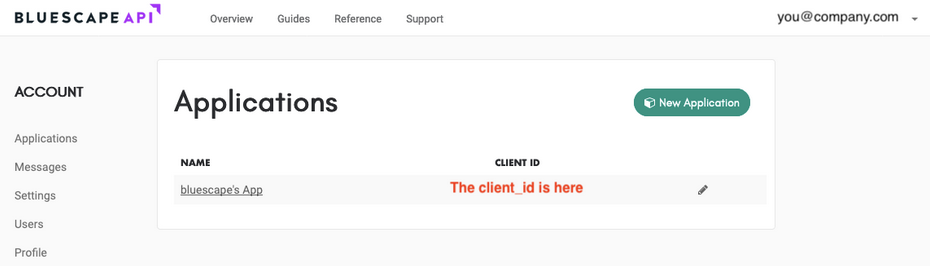 BLUESCAPE API
Overview Guides Reference Support
you@company.com
ACCOUNT
Applications
Messages
Settings
Users
Profile
Applications
New Application
NAME CLIENT ID
bluescape's App The client_id is here